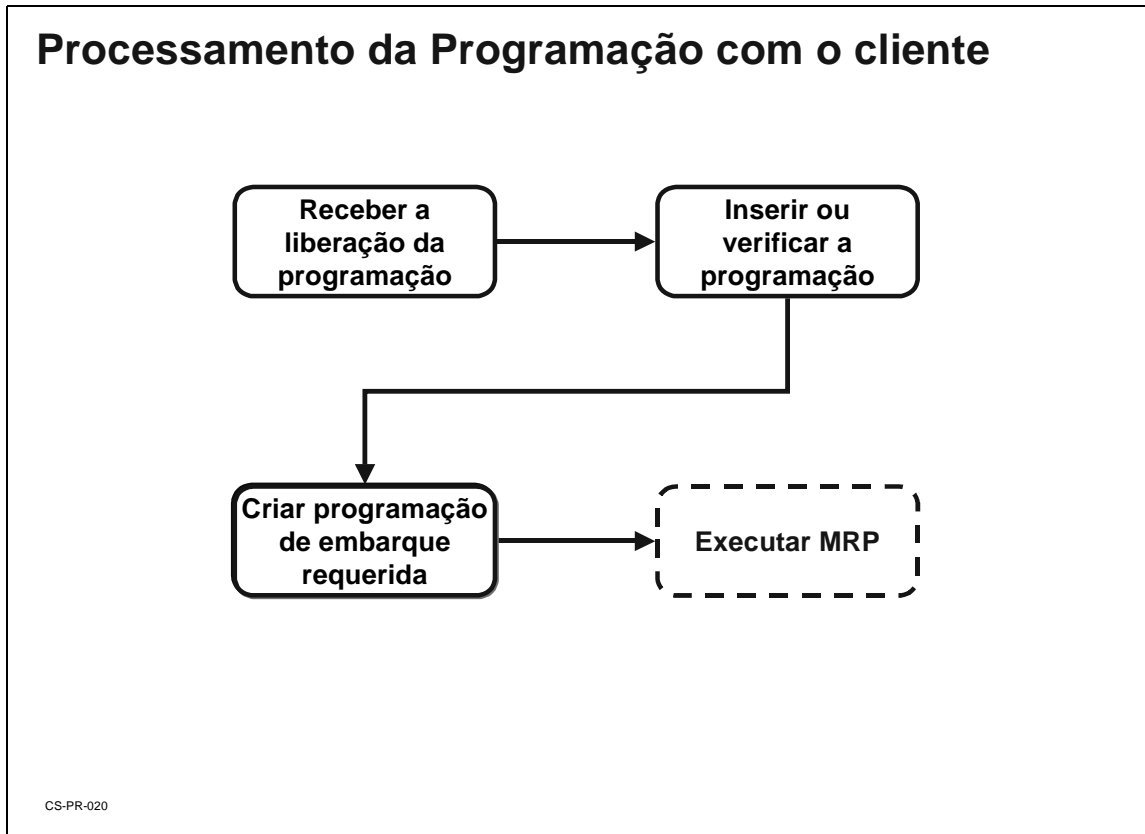 Processamento da Programação com o cliente
Receber a
liberação da
programação
Inserir ou
verificar a
programação
Criar programação
de embarque
requerida
Executar MRP
CS-PR-020